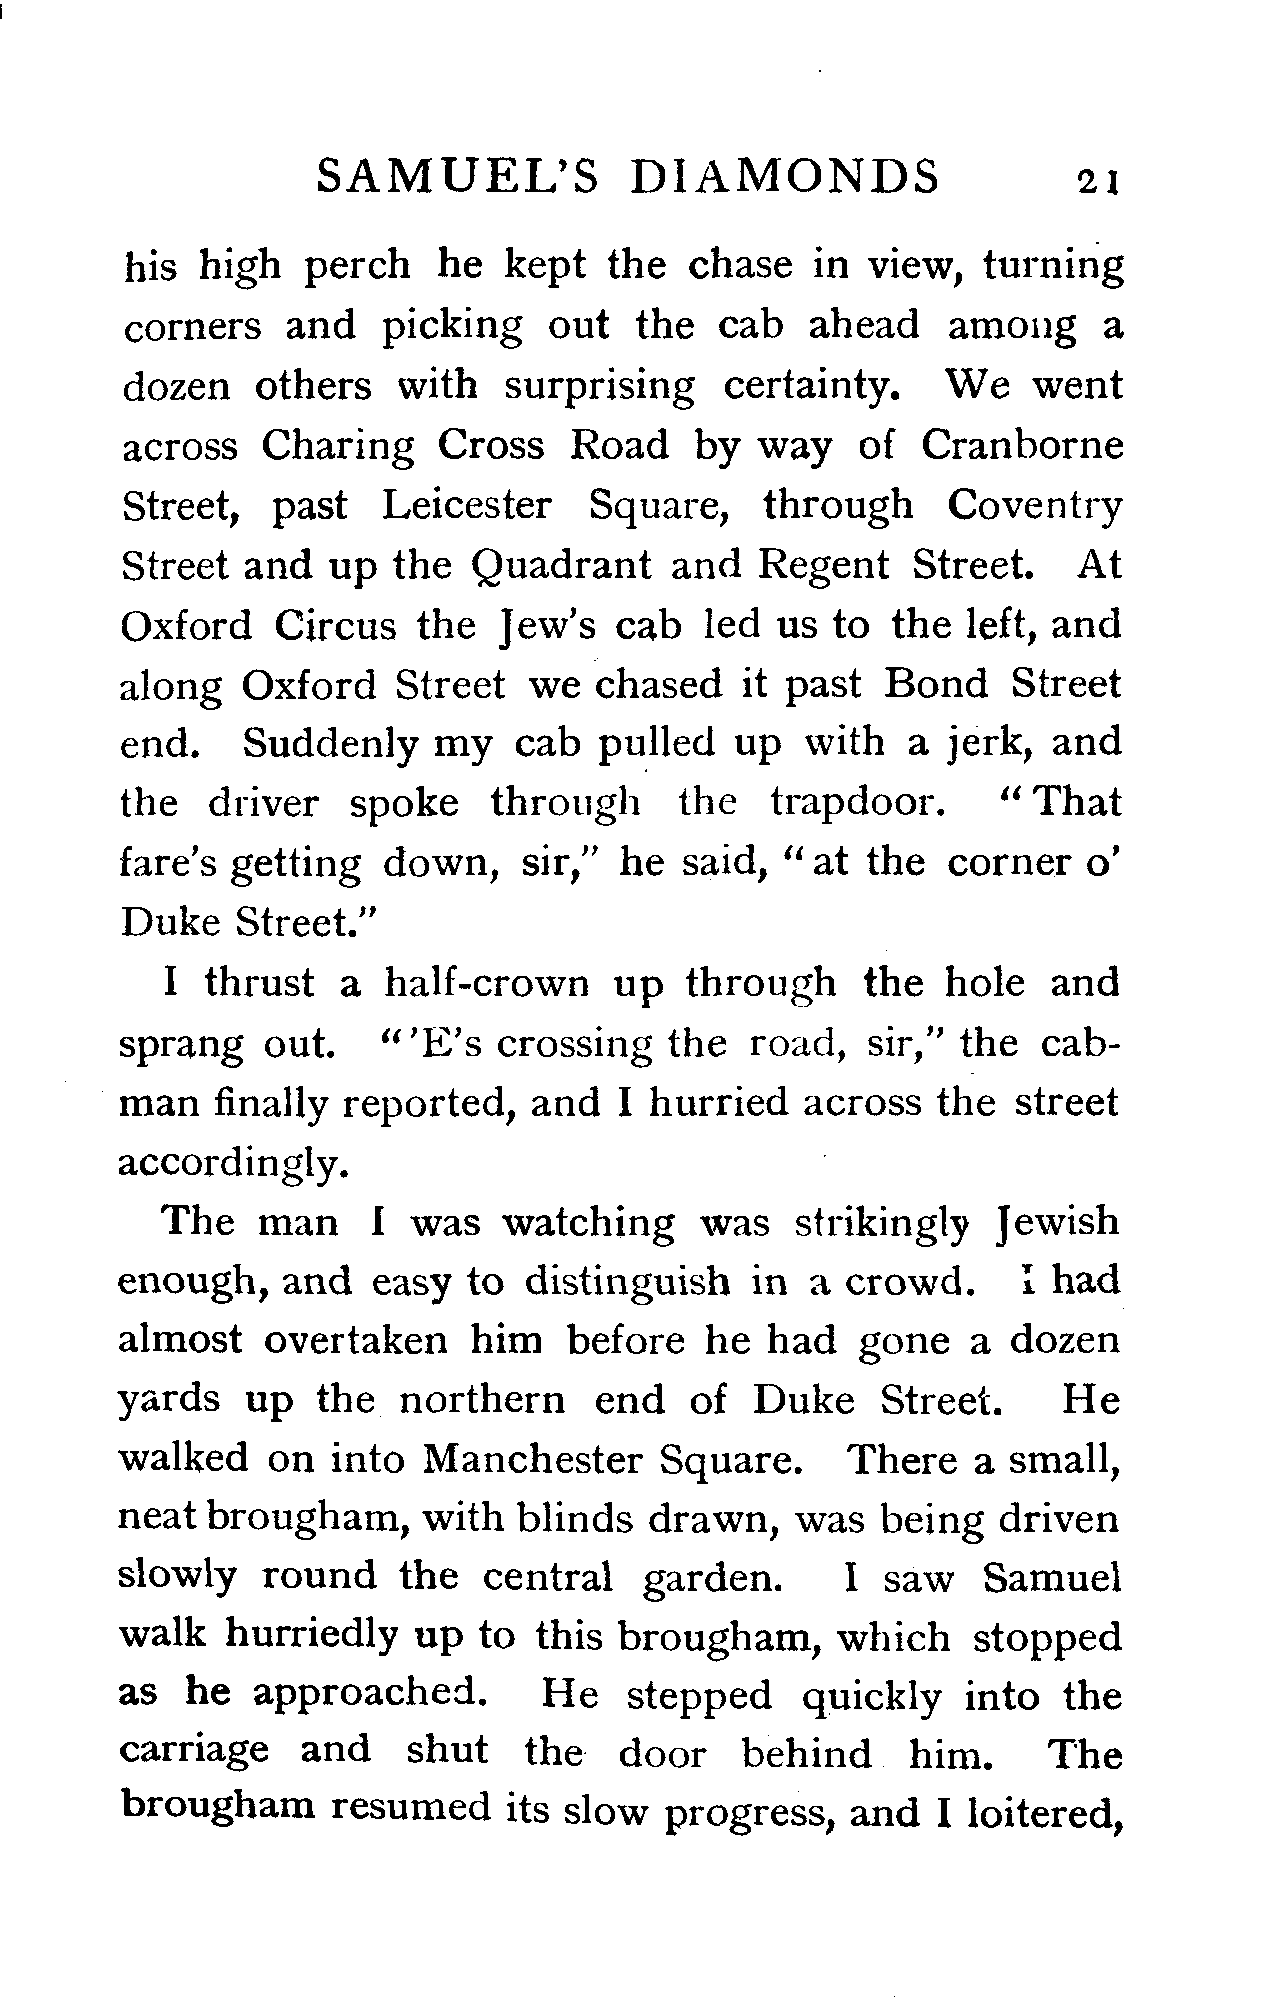 SAMUEL'S DIAMONDS 21
his high perch he kept the chase in view, turning
corners and picking out the cab ahead among a
dozen others with surprising certainty. We went
across Charing Cross Road by way of Cranborne
Street, past Leicester Square, through Coventry
Street and up the Quadrant and Regent Street. At
Oxford Circus the Jew's cab led us to the left, and
along Oxford Street we chased it past Bond Street
end. Suddenly my cab pulled up with a jerk, and
the driver spoke through the trapdoor. "That
fare's getting down, sir," he said, "at the corner o'
Duke Street."
I thrust a half-crown up through the hole and
sprang out. "'E's crossing the road, sir," the cab-
man finally reported, and I hurried across the street
accordingly.
The man I was watching was strikingly Jewish
enough, and easy to distinguish in a crowd. I had
almost overtaken him before he had gone a dozen
yards up the northern end of Duke Street. He
walked on into Manchester Square. There a small,
neat brougham, with blinds drawn, was being driven
slowly round the central garden. I saw Samuel
walk hurriedly up to this brougham, which stopped
as he approached. He stepped quickly into the
carriage and shut the door behind him. The
brougham resumed its slow progress, and I loitered,